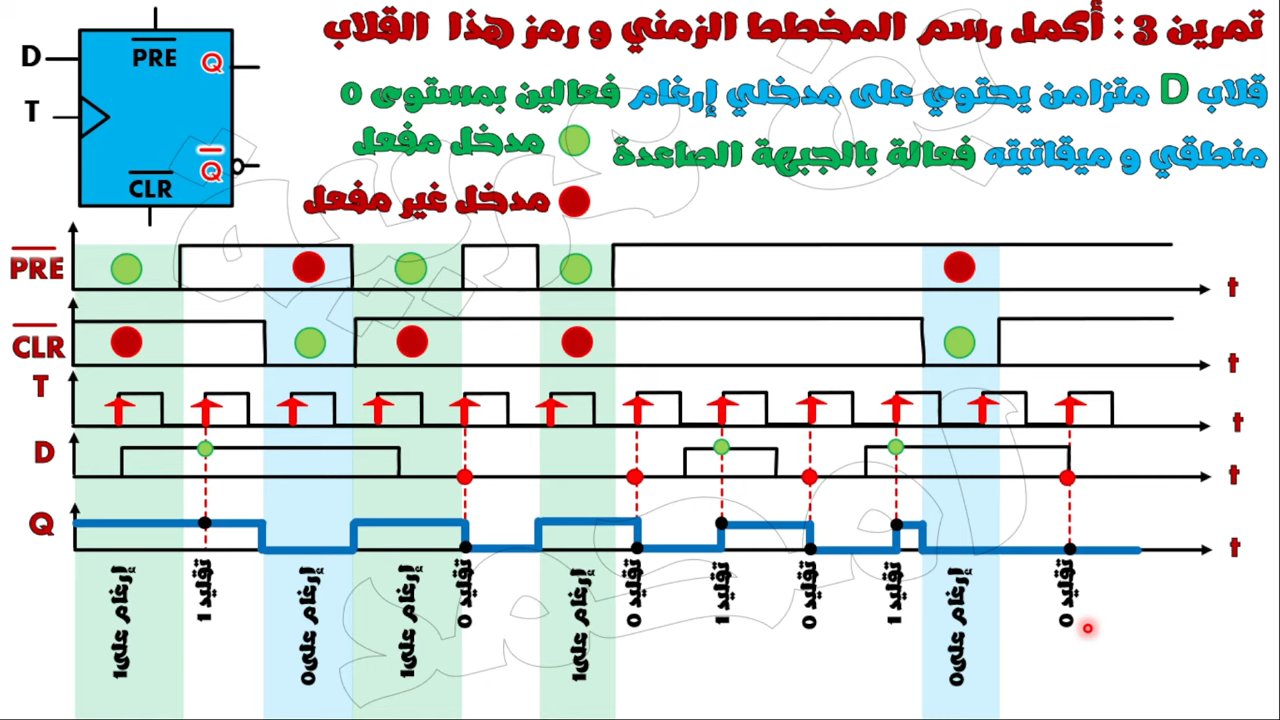 تمرين 3 : أكمل رسم المخطط الزمني و رمز هذا القلاب
قلاب D متزامن يحتوي على مدخلي إرغام فعالين بمستوى 0
منطقي و ميقاتيته فعالة بالجبهة الصاعدة
مدخل مفعل
مدخل غير مفعل
D
T
PRE
Q
Q
CLR
PRE
t
CLR
t
T
t
D
t
Q
t
إرغام على1
تقليد 1
إرغام على0
إرغام على1
تقليد 0
إرغام على1
تقليد 0
تقليد 1
تقليد 0
تقليد 1
إرغام على0
تقليد 0